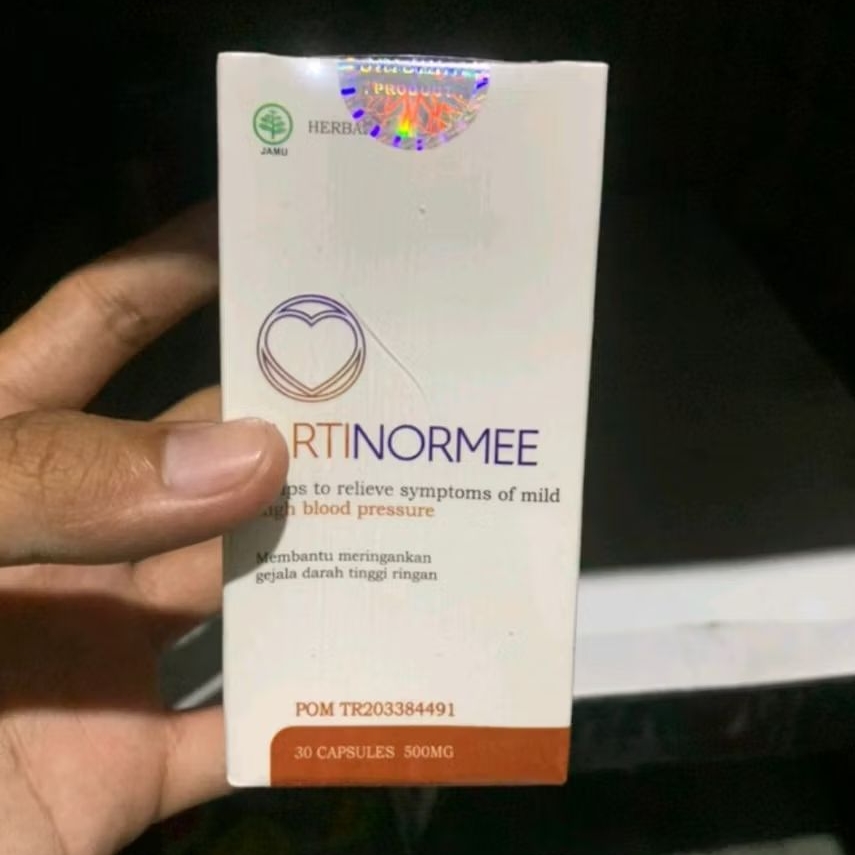 PRODUCT
JAMU
HERBAL
RTINORMEE
ps to relieve symptoms of mild
gh blood pressure
Membantu meringankan
gejala darah tinggi ringan
POM TR203384491
30 CAPSULES 500MG